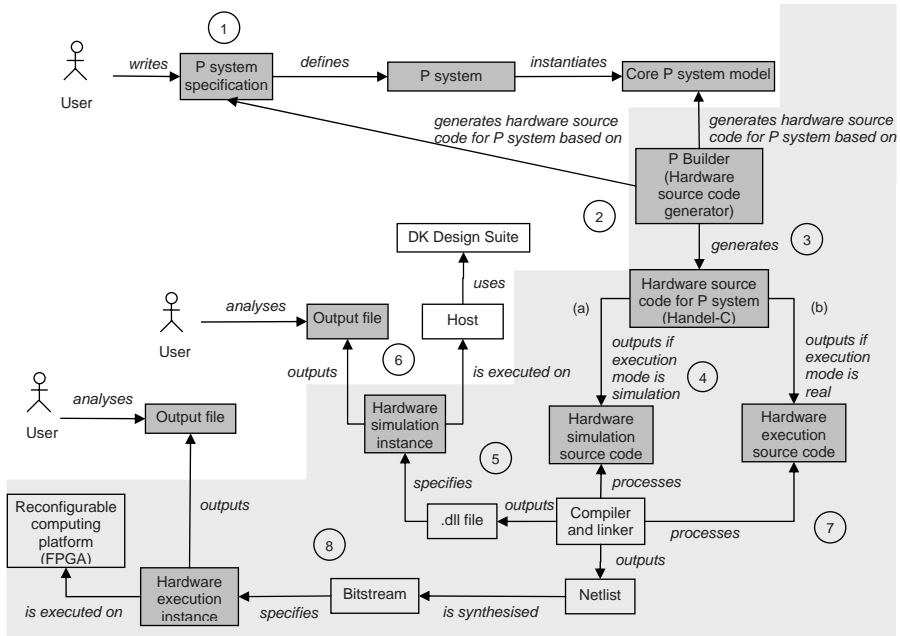 1
User
writes
P system
specification
defines
P system
instantiates
Core P system model
generates hardware source
code for P system based on
generates hardware source
code for P system based on
P Builder
(Hardware
source code
generator)
2
3
generates
DK Design Suite
uses
Host
Hardware source
code for P system
(Handel-C)
(a)
(b)
User
analyses
Output file
6
outputs
is executed on
outputs if
execution
mode is
simulation
4
outputs if
execution
mode is
real
User
analyses
Output file
Hardware
simulation
instance
Hardware
simulation
source code
Hardware
execution
source code
5
specifies
processes
outputs
.dll file
Compiler
and linker
processes
7
outputs
Reconfigurable
computing
platform
(FPGA)
outputs
8
is executed on
Hardware
execution
instance
specifies
Bitstream
is synthesised
Netlist